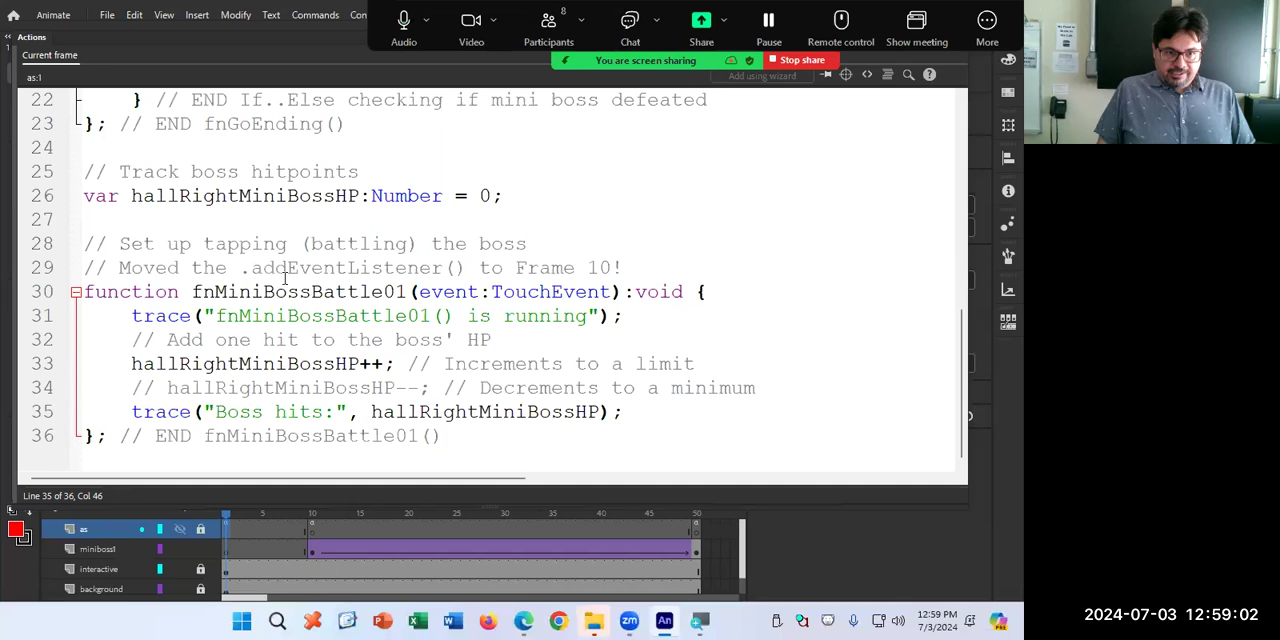 Animate File Edit View Insert Modify Text Commands Con
8
Audio Video Participants Chat Share Pause Remote control Show meeting More
Actions
You are screen sharing Stop share
Current frame
as:1
Add using wizard
22 } // END If..Else checking if mini boss defeated
23 }; // END fnGoEnding()
24
25 // Track boss hitpoints
26 var hallRightMiniBossHP:Number = 0;
27
28 // Set up tapping (battling) the boss
29 // Moved the .addEventListener() to Frame 10!
30 function fnMiniBossBattle01(event:TouchEvent):void {
31 trace("fnMiniBossBattle01() is running");
32 // Add one hit to the boss' HP
33 hallRightMiniBossHP++; // Increments to a limit
34 // hallRightMiniBossHP--; // Decrements to a minimum
35 trace("Boss hits:", hallRightMiniBossHP);
36 }; // END fnMiniBossBattle01()
Line 35 of 36, Col 46
5 10 15 20 25 30 35 40 45 50
as
miniboss1
interactive
background
12:59 PM
7/3/2024
2024-07-03 12:59:02